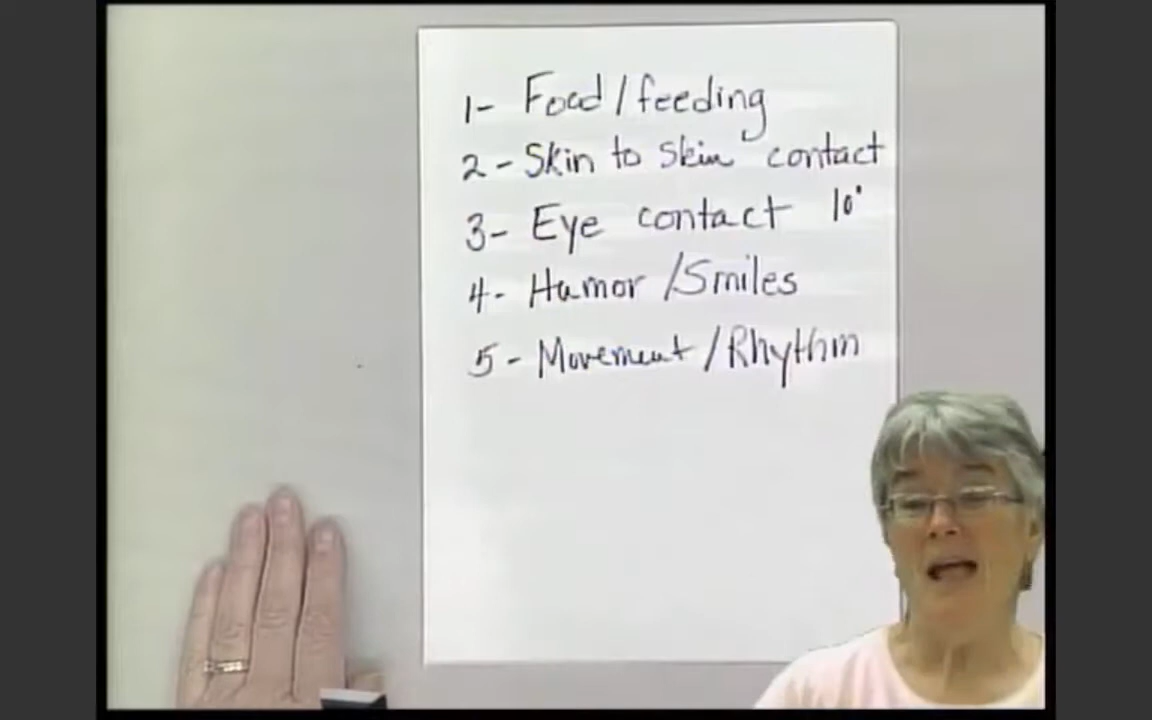 1- Food/feeding
2- Skin to skin contact
3- Eye contact 10"
4- Humor/Smiles
5- Movement/Rhythm